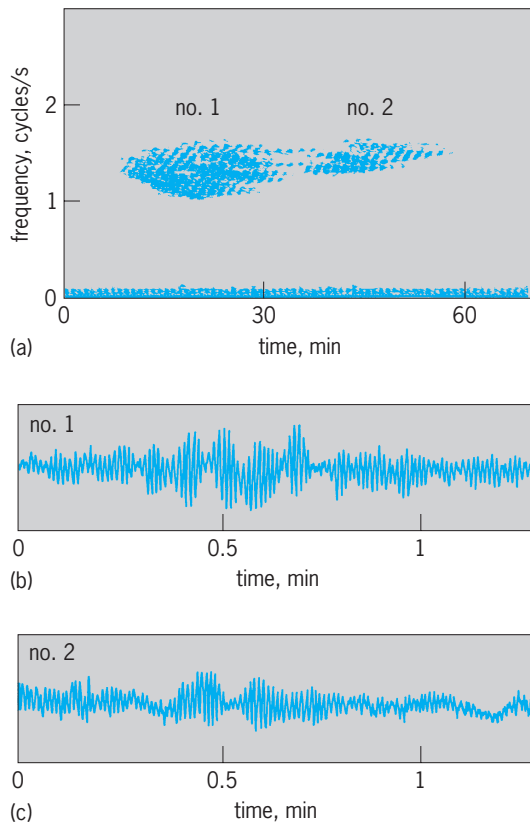 frequency, cycles/s
2
1
0
no. 1
no. 2
0 30 60
time, min
(a)
no. 1
0 0.5 1
time, min
(b)
no. 2
0 0.5 1
time, min
(c)